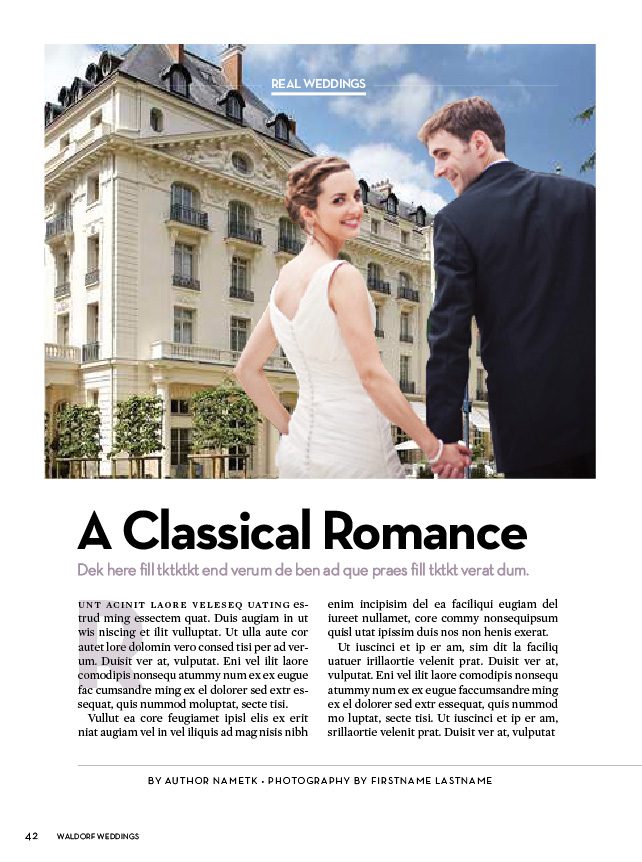 REAL WEDDINGS
A Classical Romance
Dek here fill tktktkt end verum de ben ad que praes fill tktkt verat dum.
R
UNT ACINIT LAORE VELESEQ UATING es-
trud ming essectem quat. Duis augiam in ut
wis niscing et ilit vulluptat. Ut ulla aute cor
autet lore dolomin vero consed tisi per ad ver-
um. Duisit ver at, vulputat. Eni vel ilit laore
comodipis nonsequ atummy num ex ex eugue
fac cumsandre ming ex el dolorer sed extr es-
sequat, quis nummod moluptat, secte tisi.
Vullut ea core feugiamet ipisl elis ex erit
niat augiam vel in vel iliquis ad mag nisis nibh
enim incipisim del ea faciliqui eugiam del
iureet nullamet, core commy nonsequipsum
quisl utat ipissim duis nos non henis exerat.
Ut iuscinci et ip er am, sim dit la faciliq
uatuer irillaortie velenit prat. Duisit ver at,
vulputat. Eni vel ilit laore comodipis nonsequ
atummy num ex ex eugue faccumsandre ming
ex el dolorer sed extr essequat, quis nummod
mo luptat, secte tisi. Ut iuscinci et ip er am,
srillaortie velenit prat. Duisit ver at, vulputat
BY AUTHOR NAMETK • PHOTOGRAPHY BY FIRSTNAME LASTNAME
42 WALDORF WEDDINGS